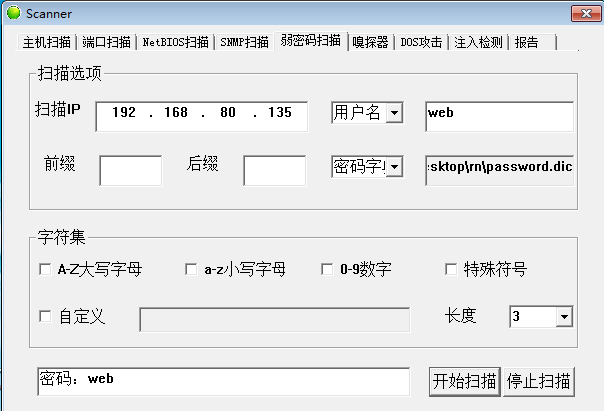 Scanner
主机扫描 端口扫描 NetBIOS扫描 SNMP扫描 弱密码扫描 嗅探器 DOS攻击 注入检测 报告
扫描选项
扫描IP 192 . 168 . 80 . 135 用户名 web
前缀 后缀 密码字 sktop\rn\password.dic
字符集
A-Z大写字母 a-z小写字母 0-9数字 特殊符号
自定义 长度 3
密码：web 开始扫描 停止扫描